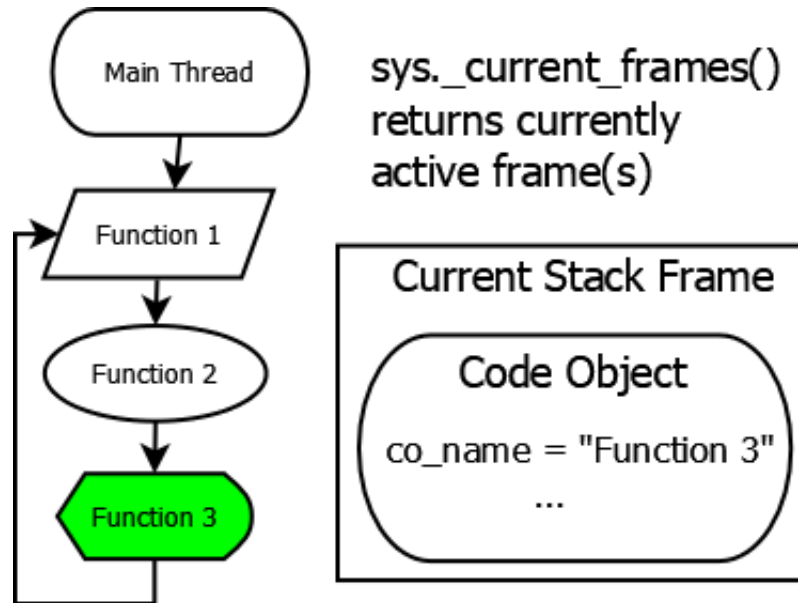 Main Thread
Function 1
Function 2
Function 3
sys._current_frames()
returns currently
active frame(s)
Current Stack Frame
Code Object
co_name = "Function 3"
...